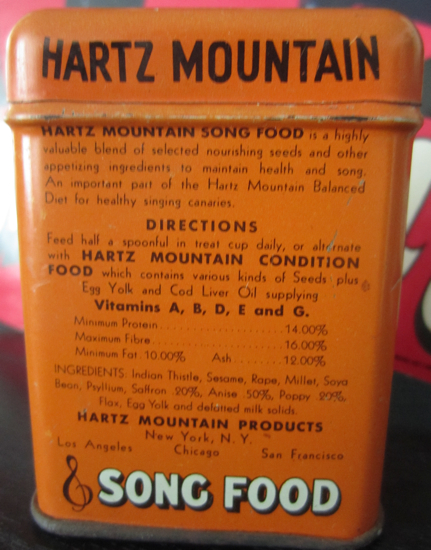 HARTZ MOUNTAIN
HARTZ MOUNTAIN SONG FOOD is a highly
valuable blend of selected nourishing seeds and other
appetizing ingredients to maintain health and song.
An important part of the Hartz Mountain Balanced
Diet for healthy singing canaries.
DIRECTIONS
Feed half a spoonful in treat cup daily, or alternate
with HARTZ MOUNTAIN CONDITION
FOOD which contains various kinds of Seeds plus
Egg Yolk and Cod Liver Oil supplying
Vitamins A, B, D, E and G.
Minimum Protein ........................ 14.00%
Maximum Fibre ........................ 16.00%
Minimum Fat 10.00% Ash ............ 12.00%
INGREDIENTS: Indian Thistle, Sesame, Rape, Millet, Soya
Bean, Psyllium, Saffron .20%, Anise .50%, Poppy .20%,
Flax, Egg Yolk and defatted milk solids.
HARTZ MOUNTAIN PRODUCTS
New York, N. Y.
Los Angeles Chicago San Francisco
SONG FOOD